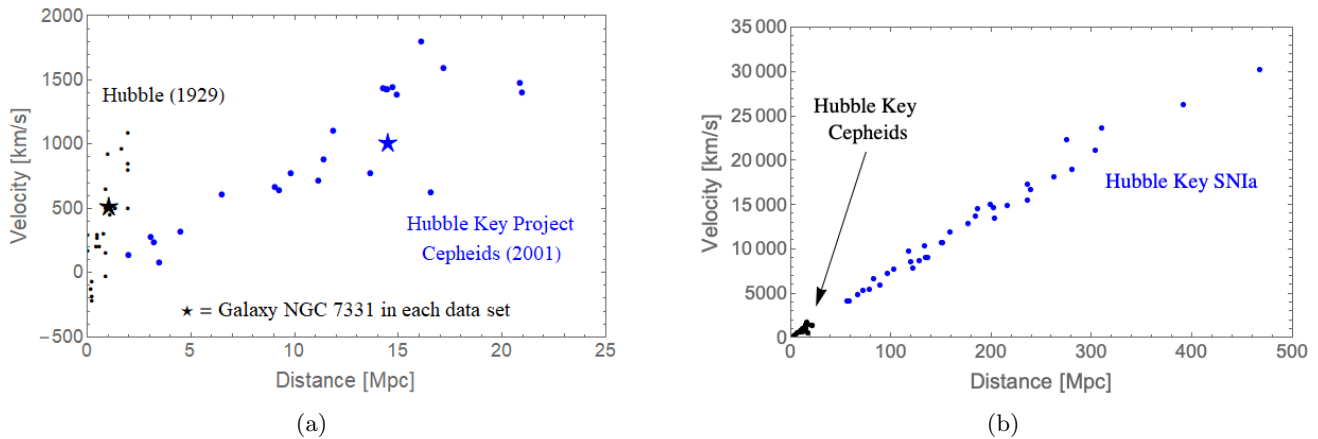 2000
1500
1000
500
0
−500
Velocity [km/s]
Hubble (1929)
Hubble Key Project
Cepheids (2001)
★ = Galaxy NGC 7331 in each data set
0 5 10 15 20 25
Distance [Mpc]
(a)
35 000
30 000
25 000
20 000
15 000
10 000
5000
0
Velocity [km/s]
Hubble Key
Cepheids
Hubble Key SNIa
0 100 200 300 400 500
Distance [Mpc]
(b)